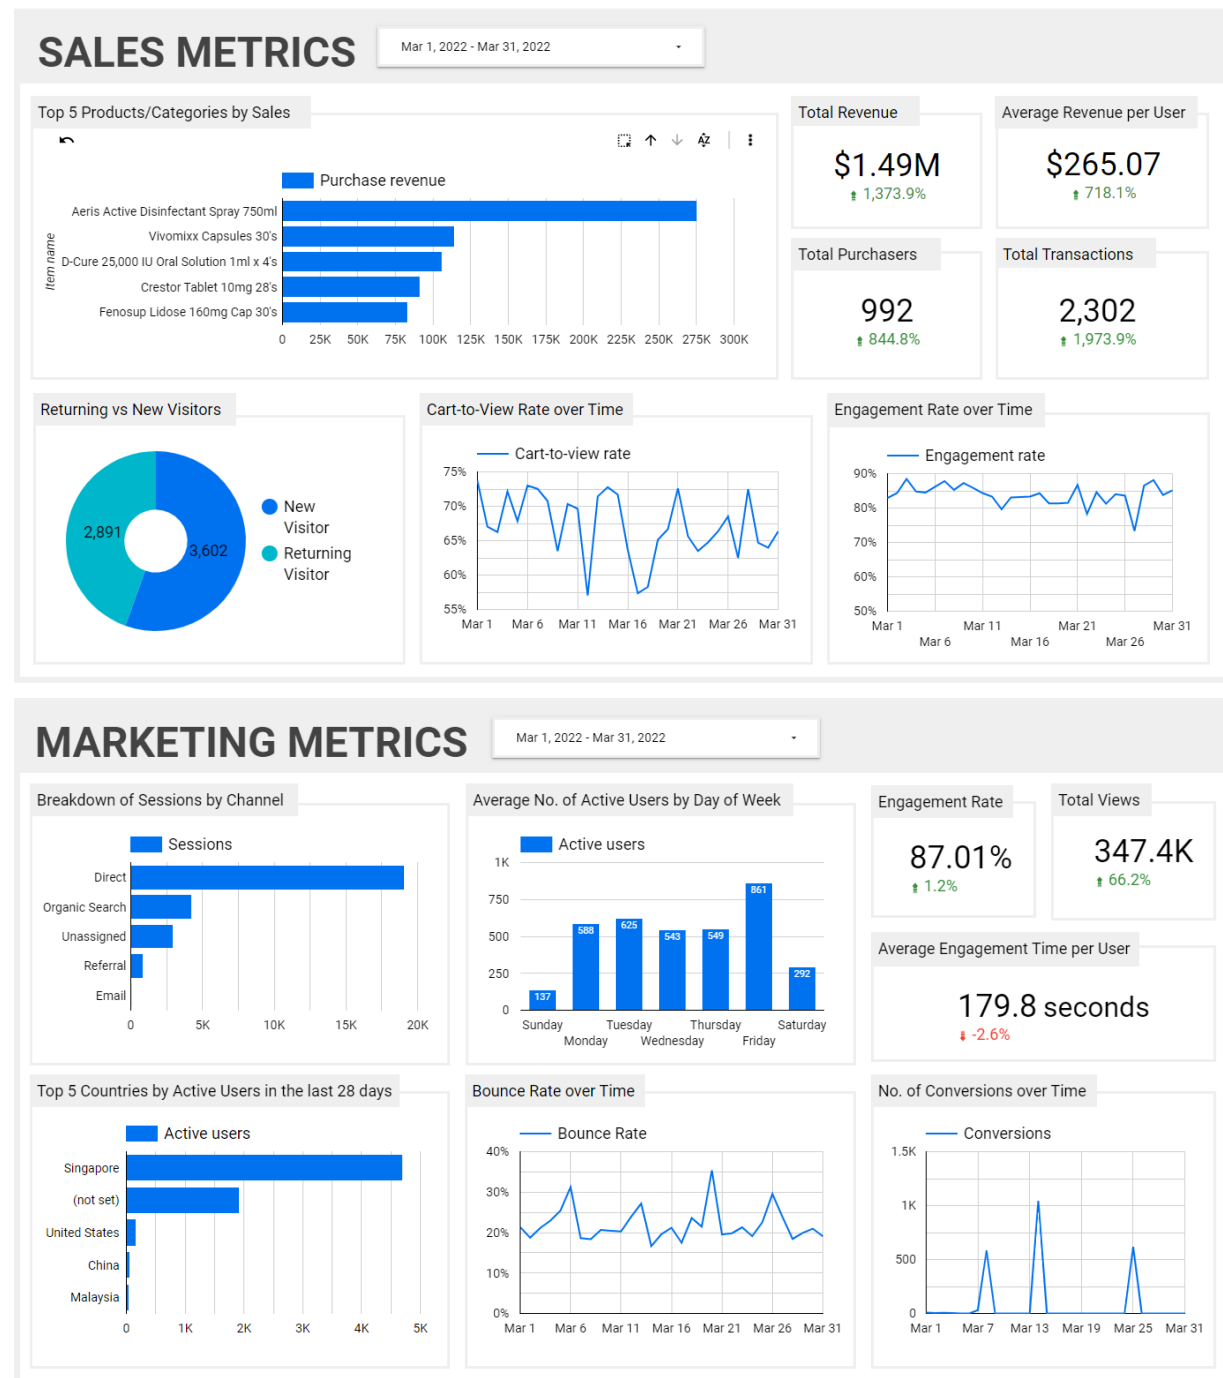 SALES METRICS
Mar 1, 2022 - Mar 31, 2022
Top 5 Products/Categories by Sales
AZ
Purchase revenue
Item name
Aeris Active Disinfectant Spray 750ml
Vivomixx Capsules 30's
D-Cure 25,000 IU Oral Solution 1ml x 4's
Crestor Tablet 10mg 28's
Fenosup Lidose 160mg Cap 30's
0 25K 50K 75K 100K 125K 150K 175K 200K 225K 250K 275K 300K
Total Revenue
$1.49M
1,373.9%
Average Revenue per User
$265.07
718.1%
Total Purchasers
992
844.8%
Total Transactions
2,302
1,973.9%
Returning vs New Visitors
2,891
3,602
New
Visitor
Returning
Visitor
Cart-to-View Rate over Time
Cart-to-view rate
75%
70%
65%
60%
55%
Mar 1 Mar 6 Mar 11 Mar 16 Mar 21 Mar 26 Mar 31
Engagement Rate over Time
Engagement rate
90%
80%
70%
60%
50%
Mar 1 Mar 11 Mar 21 Mar 31
Mar 6 Mar 16 Mar 26
MARKETING METRICS
Mar 1, 2022 - Mar 31, 2022
Breakdown of Sessions by Channel
Sessions
Direct
Organic Search
Unassigned
Referral
Email
0 5K 10K 15K 20K
Average No. of Active Users by Day of Week
Active users
1K
750
500
250
0
137
588
625
543
549
861
292
Sunday Tuesday Thursday Saturday
Monday Wednesday Friday
Engagement Rate
87.01%
1.2%
Total Views
347.4K
66.2%
Average Engagement Time per User
179.8 seconds
-2.6%
Top 5 Countries by Active Users in the last 28 days
Active users
Singapore
(not set)
United States
China
Malaysia
0 1K 2K 3K 4K 5K
Bounce Rate over Time
Bounce Rate
40%
30%
20%
10%
0%
Mar 1 Mar 6 Mar 11 Mar 16 Mar 21 Mar 26 Mar 31
No. of Conversions over Time
Conversions
1.5K
1K
500
0
Mar 1 Mar 7 Mar 13 Mar 19 Mar 25 Mar 31